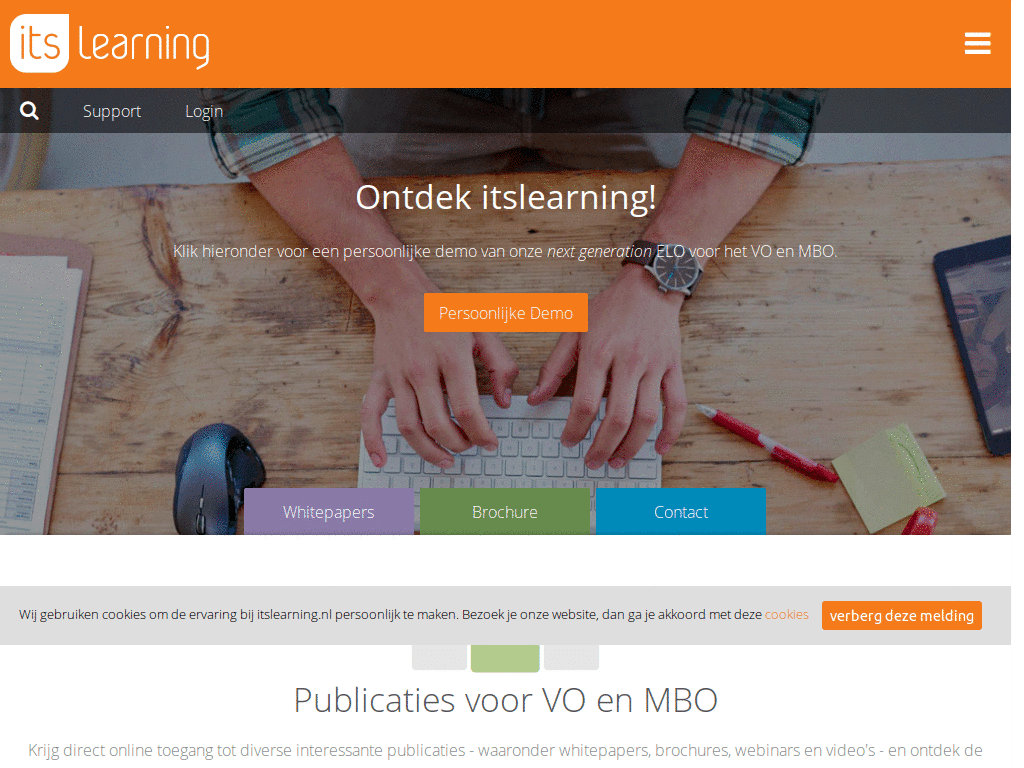 its learning
Support
Login
Ontdek itslearning!
Klik hieronder voor een persoonlijke demo van onze next generation ELO voor het VO en MBO.
Persoonlijke Demo
Whitepapers
Brochure
Contact
Wij gebruiken cookies om de ervaring bij itslearning.nl persoonlijk te maken. Bezoek je onze website, dan ga je akkoord met deze cookies
verberg deze melding
Publicaties voor VO en MBO
Krijg direct online toegang tot diverse interessante publicaties - waaronder whitepapers, brochures, webinars en video's - en ontdek de